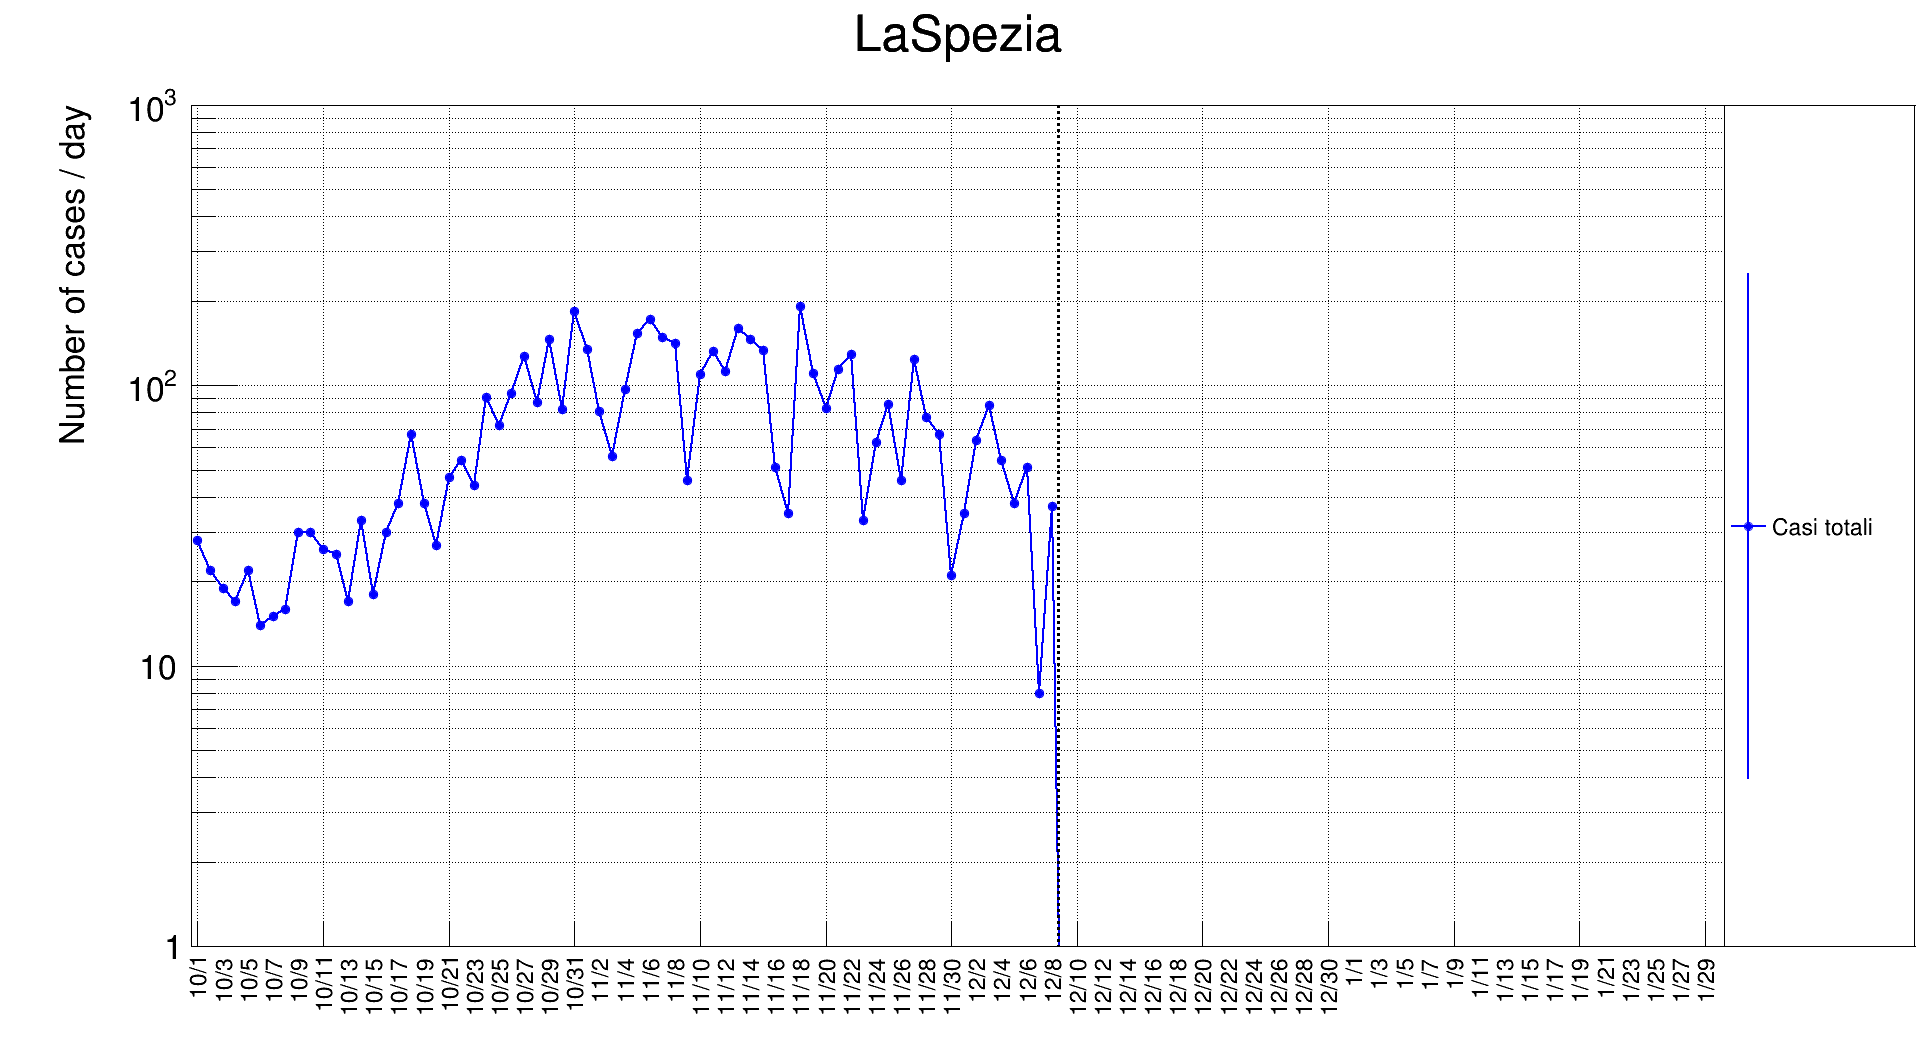 LaSpezia
Number of cases / day
10³
10²
10
1
10/1 10/3 10/5 10/7 10/9 10/11 10/13 10/15 10/17 10/19 10/21 10/23 10/25 10/27 10/29 10/31 11/2 11/4 11/6 11/8 11/10 11/12 11/14 11/16 11/18 11/20 11/22 11/24 11/26 11/28 11/30 12/2 12/4 12/6 12/8 12/10 12/12 12/14 12/16 12/18 12/20 12/22 12/24 12/26 12/28 12/30 1/1 1/3 1/5 1/7 1/9 1/11 1/13 1/15 1/17 1/19 1/21 1/23 1/25 1/27 1/29
Casi totali